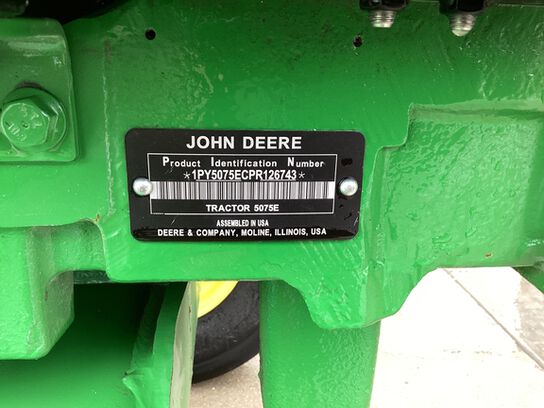 JOHN DEERE
Product Identification Number
*1PY5075ECPR126743*
TRACTOR 5075E
ASSEMBLED IN USA
DEERE & COMPANY, MOLINE, ILLINOIS, USA